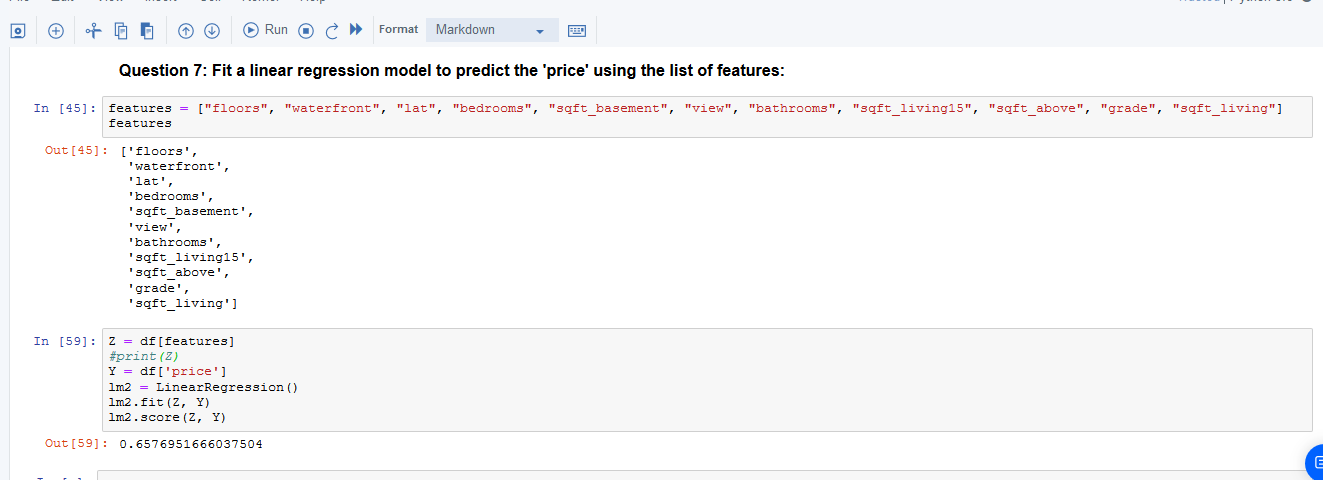 Run
Format
Markdown
Question 7: Fit a linear regression model to predict the 'price' using the list of features:
In [45]: features = ["floors", "waterfront", "lat", "bedrooms", "sqft_basement", "view", "bathrooms", "sqft_living15", "sqft_above", "grade", "sqft_living"]
features
Out[45]: ['floors',
'waterfront',
'lat',
'bedrooms',
'sqft_basement',
'view',
'bathrooms',
'sqft_living15',
'sqft_above',
'grade',
'sqft_living']
In [59]: Z = df[features]
#print(Z)
Y = df['price']
lm2 = LinearRegression()
lm2.fit(Z, Y)
lm2.score(Z, Y)
Out[59]: 0.6576951666037504